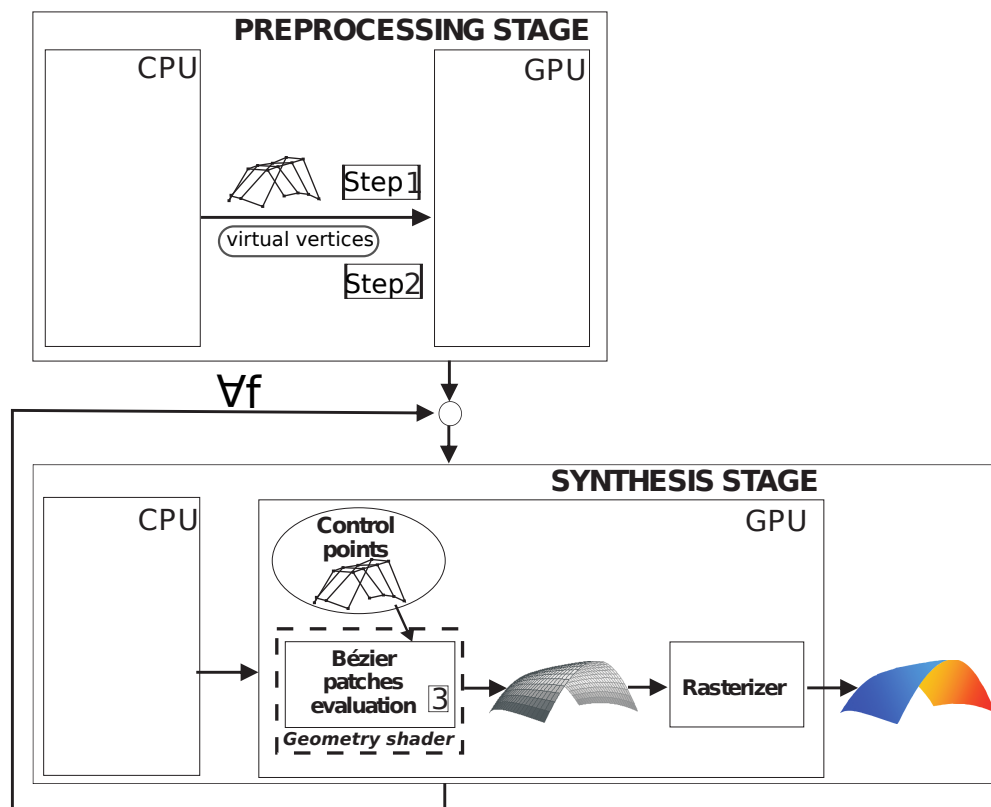 PREPROCESSING STAGE
CPU
GPU
Step1
virtual vertices
Step2
∀f
SYNTHESIS STAGE
CPU
GPU
Control
points
Bézier
patches
evaluation 3
Geometry shader
Rasterizer